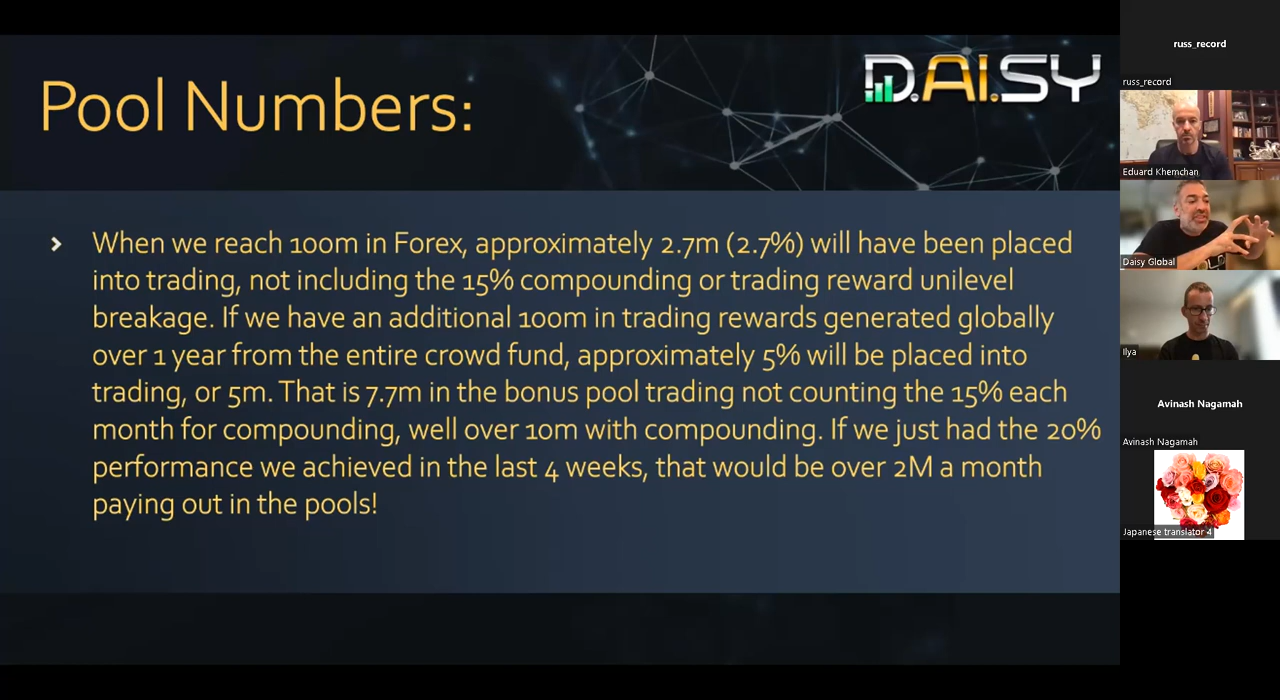 Pool Numbers:
D.AI.SY
When we reach 100m in Forex, approximately 2.7m (2.7%) will have been placed
into trading, not including the 15% compounding or trading reward unilevel
breakage. If we have an additional 100m in trading rewards generated globally
over 1 year from the entire crowd fund, approximately 5% will be placed into
trading, or 5m. That is 7.7m in the bonus pool trading not counting the 15% each
month for compounding, well over 10m with compounding. If we just had the 20%
performance we achieved in the last 4 weeks, that would be over 2M a month
paying out in the pools!
russ_record
russ_record
Eduard Khemchan
Daisy Global
Ilya
Avinash Nagamah
Avinash Nagamah
Japanese translator 4